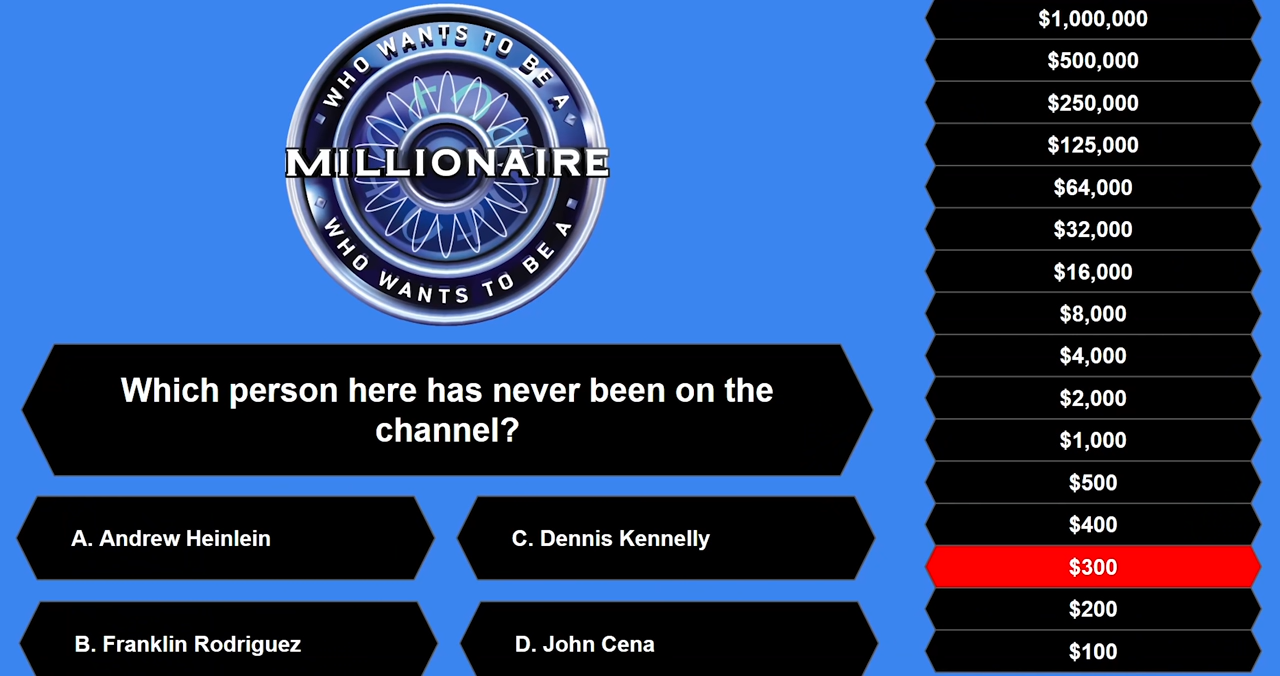 WHO WANTS TO BE A
MILLIONAIRE
WHO WANTS TO BE A
Which person here has never been on the
channel?
A. Andrew Heinlein
C. Dennis Kennelly
B. Franklin Rodriguez
D. John Cena
$1,000,000
$500,000
$250,000
$125,000
$64,000
$32,000
$16,000
$8,000
$4,000
$2,000
$1,000
$500
$400
$300
$200
$100